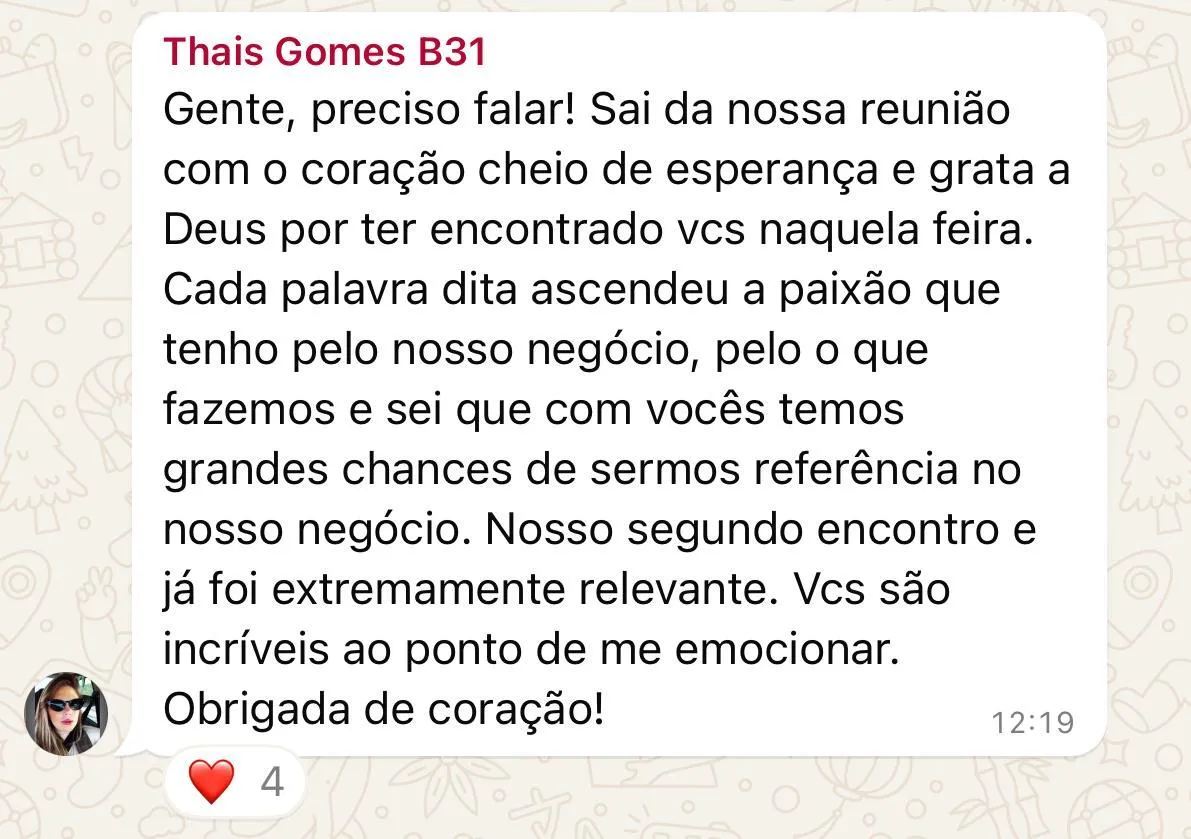 Thais Gomes B31
Gente, preciso falar! Sai da nossa reunião
com o coração cheio de esperança e grata a
Deus por ter encontrado vcs naquela feira.
Cada palavra dita ascendeu a paixão que
tenho pelo nosso negócio, pelo o que
fazemos e sei que com vocês temos
grandes chances de sermos referência no
nosso negócio. Nosso segundo encontro e
já foi extremamente relevante. Vcs são
incríveis ao ponto de me emocionar.
Obrigada de coração!
12:19
❤️ 4